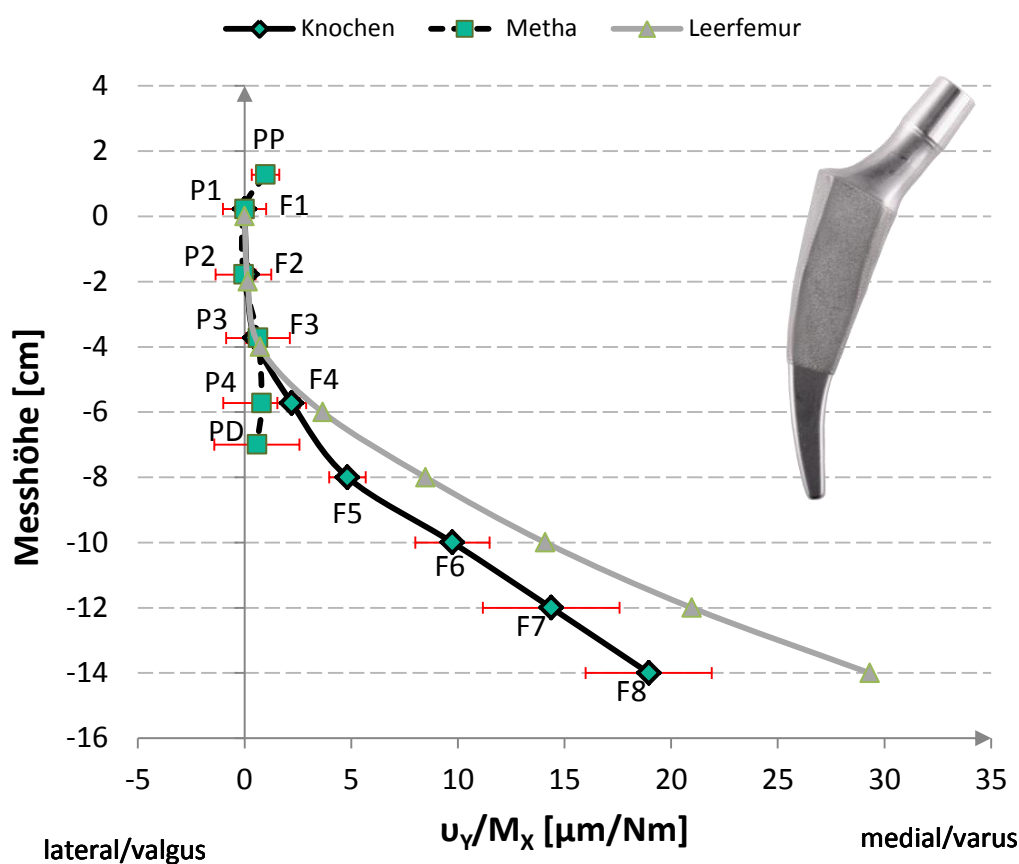 Knochen Metha Leerfemur
4
PP
2
P1 F1
0
P2 F2
-2
P3 F3
-4
P4 F4
-6
PD
-8
F5
-10
F6
-12
F7
-14
F8
-16
Messhöhe [cm]
-5 0 5 10 15 20 25 30 35
lateral/valgus υY/MX [µm/Nm] medial/varus